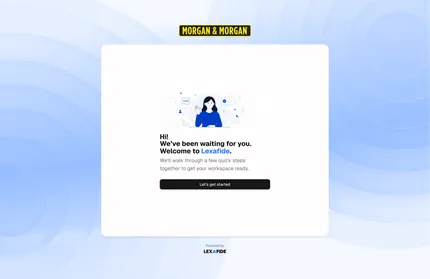 MORGAN & MORGAN
Hi!
We've been waiting for you.
Welcome to Lexafide.
We'll walk through a few quick steps
together to get your workspace ready.
Let's get started
Powered by
LEXAFIDE